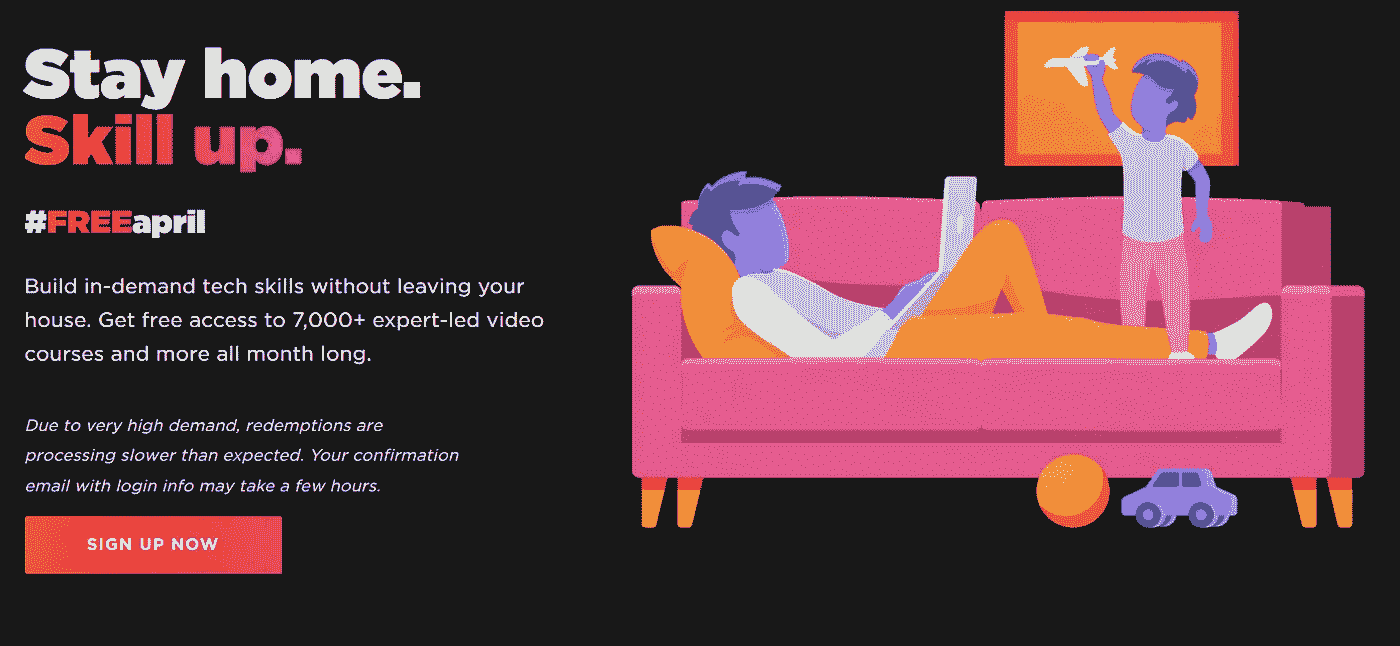 Stay home.
Skill up.
#FREEapril
Build in-demand tech skills without leaving your
house. Get free access to 7,000+ expert-led video
courses and more all month long.
Due to very high demand, redemptions are
processing slower than expected. Your confirmation
email with login info may take a few hours.
SIGN UP NOW